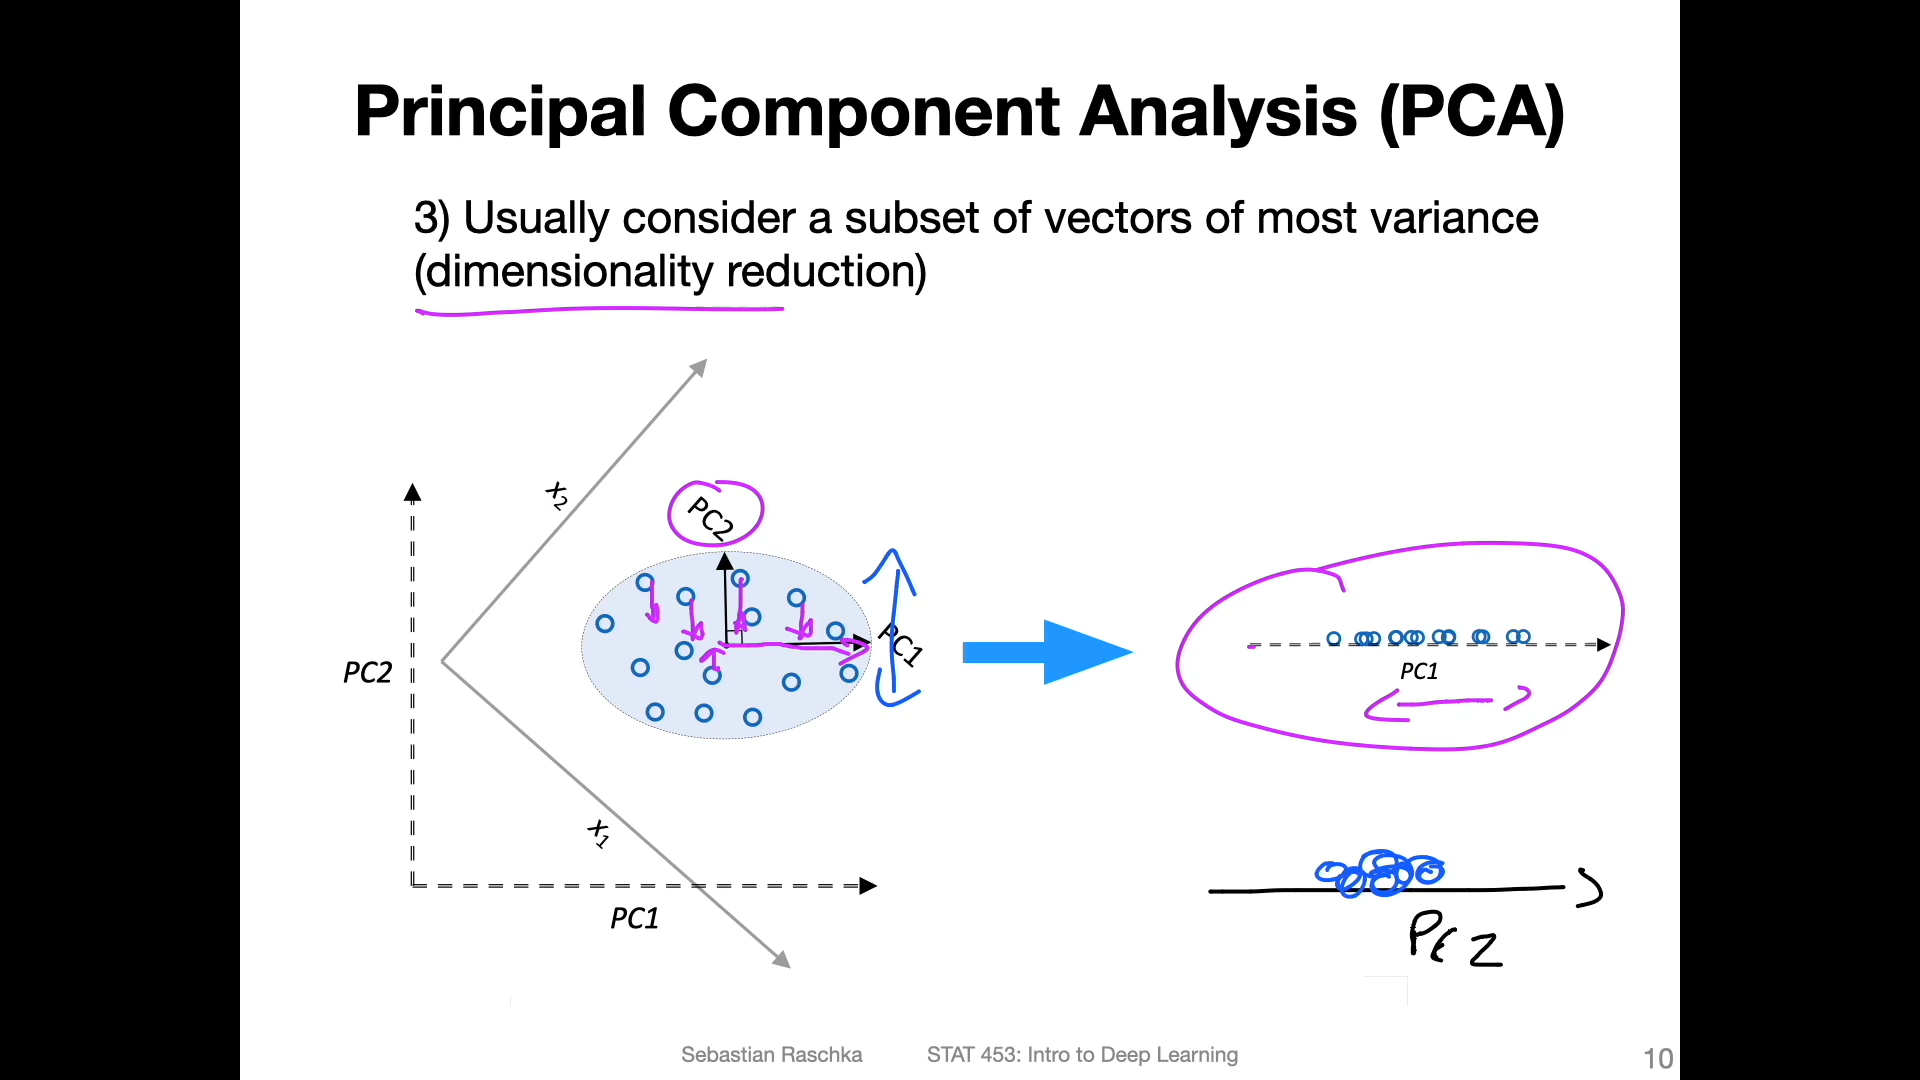 Principal Component Analysis (PCA)
3) Usually consider a subset of vectors of most variance
(dimensionality reduction)
x2
PC2
PC1
PC2
PC1
PC1
x1
PC2
Sebastian Raschka
STAT 453: Intro to Deep Learning
10